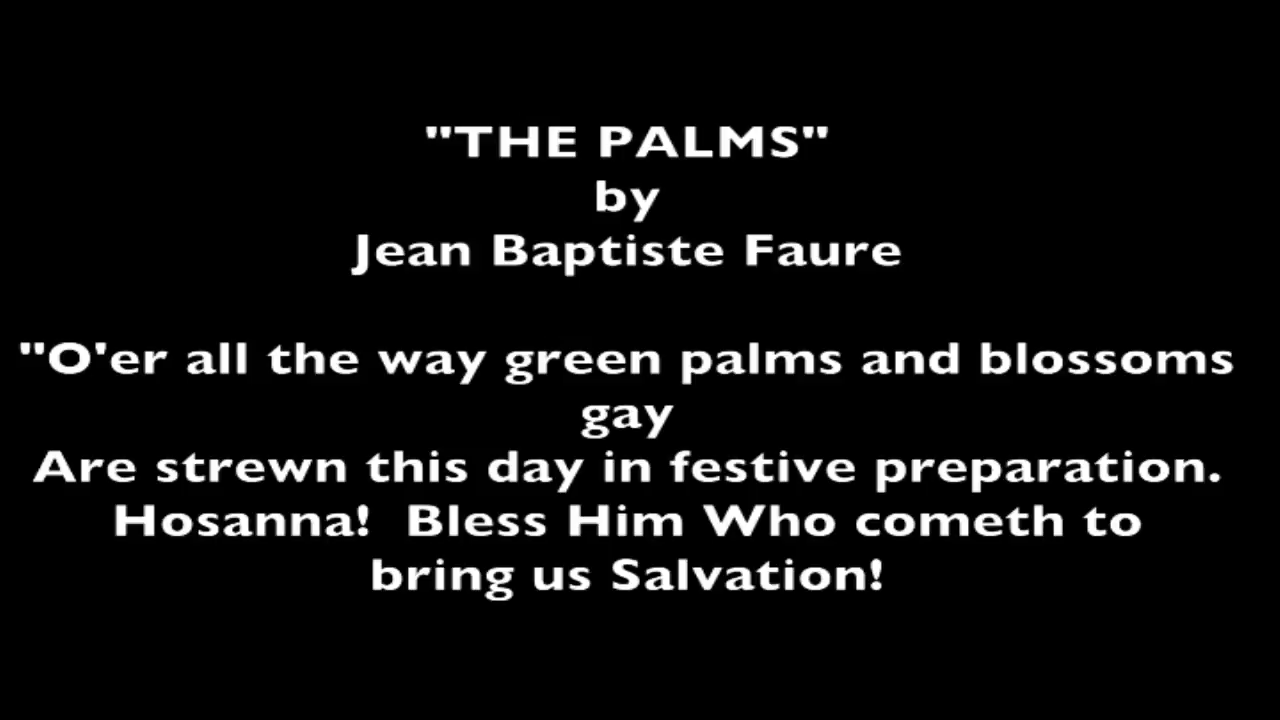 "THE PALMS"
by
Jean Baptiste Faure
"O'er all the way green palms and blossoms
gay
Are strewn this day in festive preparation.
Hosanna!  Bless Him Who cometh to
bring us Salvation!